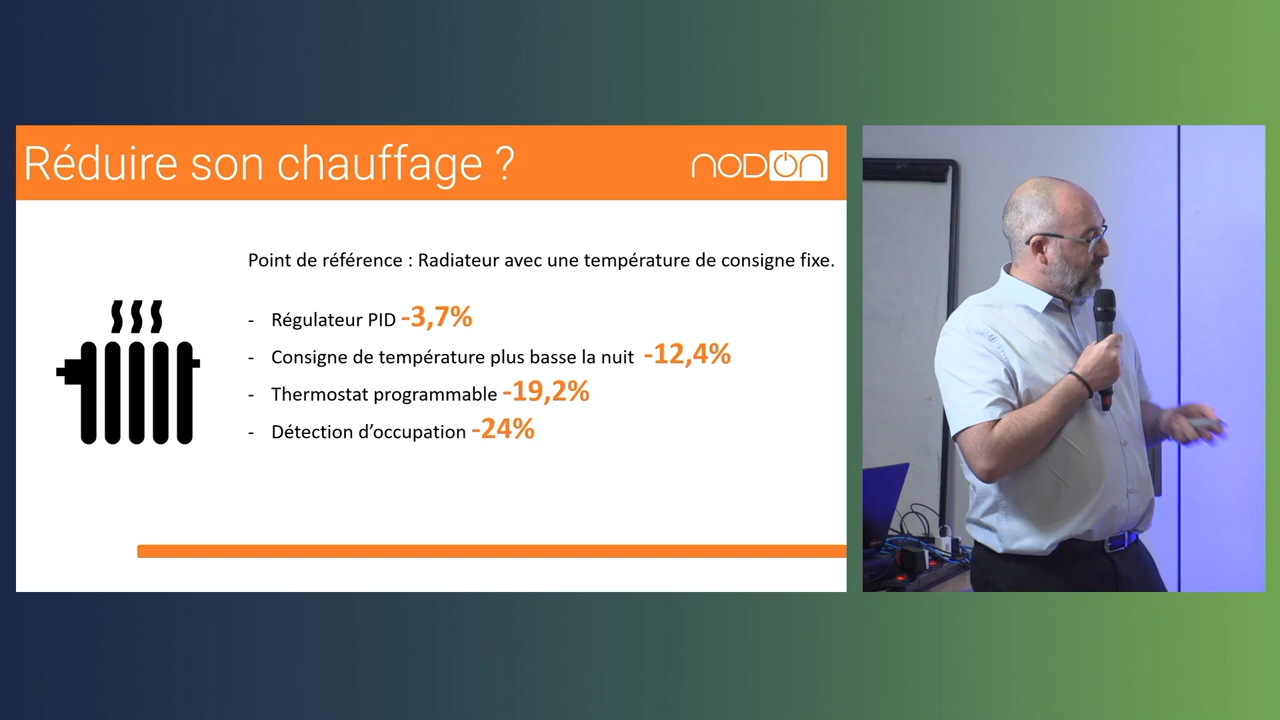 Réduire son chauffage ?
nodon
Point de référence : Radiateur avec une température de consigne fixe.
- Régulateur PID -3,7%
- Consigne de température plus basse la nuit -12,4%
- Thermostat programmable -19,2%
- Détection d’occupation -24%